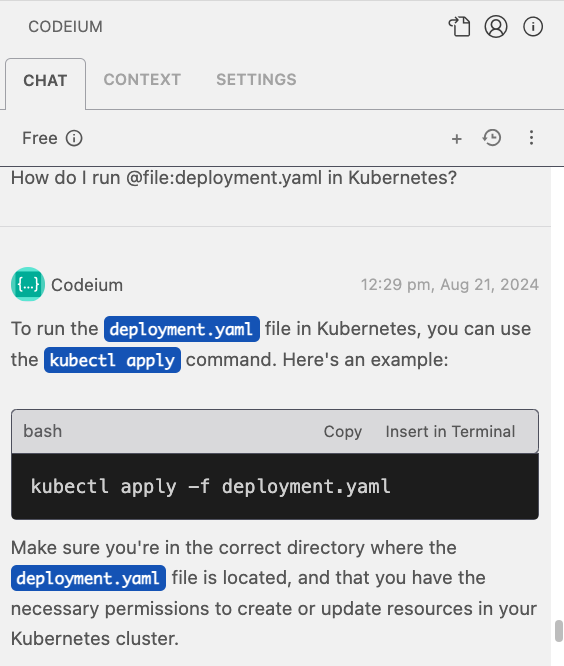 CODEIUM
CHAT CONTEXT SETTINGS
Free
How do I run @file:deployment.yaml in Kubernetes?
{...} Codeium 12:29 pm, Aug 21, 2024
To run the deployment.yaml file in Kubernetes, you can use
the kubectl apply command. Here's an example:
bash Copy Insert in Terminal
kubectl apply -f deployment.yaml
Make sure you're in the correct directory where the
deployment.yaml file is located, and that you have the
necessary permissions to create or update resources in your
Kubernetes cluster.